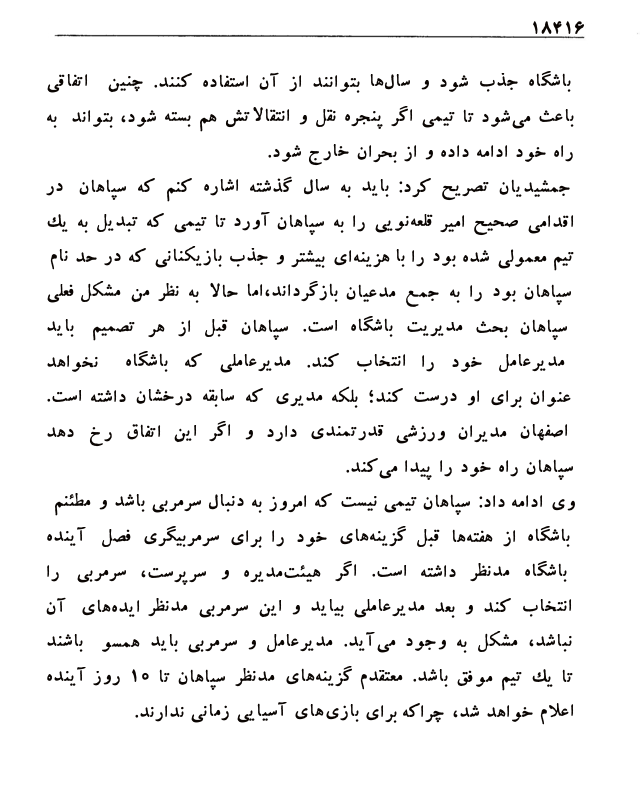 ۱۸۴۱۶
باشگاه جذب شود و سال‌ها بتوانند از آن استفاده کنند. چنین اتفاقی
باعث می‌شود تا تیمی اگر پنجره نقل و انتقالاتش هم بسته شود، بتواند به
راه خود ادامه داده و از بحران خارج شود.
جمشیدیان تصریح کرد: باید به سال گذشته اشاره کنم که سپاهان در
اقدامی صحیح امیر قلعه‌نویی را به سپاهان آورد تا تیمی که تبدیل به یك
تیم معمولی شده بود را با هزینه‌ای بیشتر و جذب بازیکنانی که در حد نام
سپاهان بود را به جمع مدعیان بازگرداند،اما حالا به نظر من مشکل فعلی
سپاهان بحث مدیریت باشگاه است. سپاهان قبل از هر تصمیم باید
مدیرعامل خود را انتخاب کند. مدیرعاملی که باشگاه نخواهد
عنوان برای او درست کند؛ بلکه مدیری که سابقه درخشان داشته است.
اصفهان مدیران ورزشی قدرتمندی دارد و اگر این اتفاق رخ دهد
سپاهان راه خود را پیدا می‌کند.
وی ادامه داد: سپاهان تیمی نیست که امروز به دنبال سرمربی باشد و مطئنم
باشگاه از هفته‌ها قبل گزینه‌های خود را برای سرمربیگری فصل آینده
باشگاه مدنظر داشته است. اگر هیئت‌مدیره و سرپرست، سرمربی را
انتخاب کند و بعد مدیرعاملی بیاید و این سرمربی مدنظر ایده‌های آن
نباشد، مشکل به وجود می‌آید. مدیرعامل و سرمربی باید همسو باشند
تا یك تیم موفق باشد. معتقدم گزینه‌های مدنظر سپاهان تا ۱۰ روز آینده
اعلام خواهد شد، چراکه برای بازی‌های آسیایی زمانی ندارند.